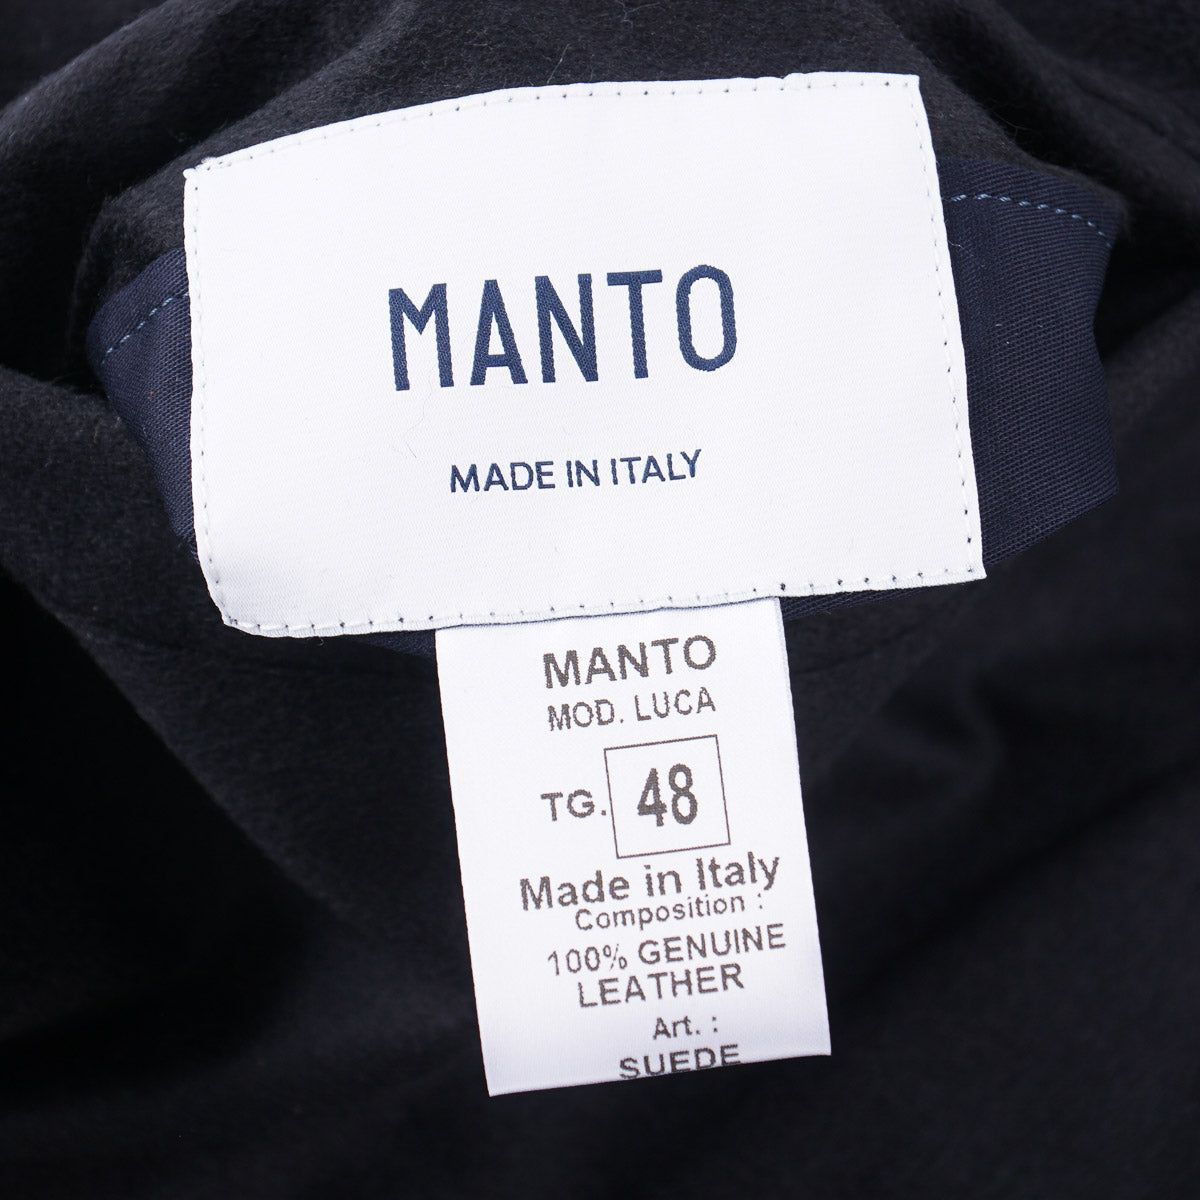 MANTO
MADE IN ITALY
MANTO
MOD. LUCA
TG. 48
Made in Italy
Composition :
100% GENUINE
LEATHER
Art. :
SUEDE